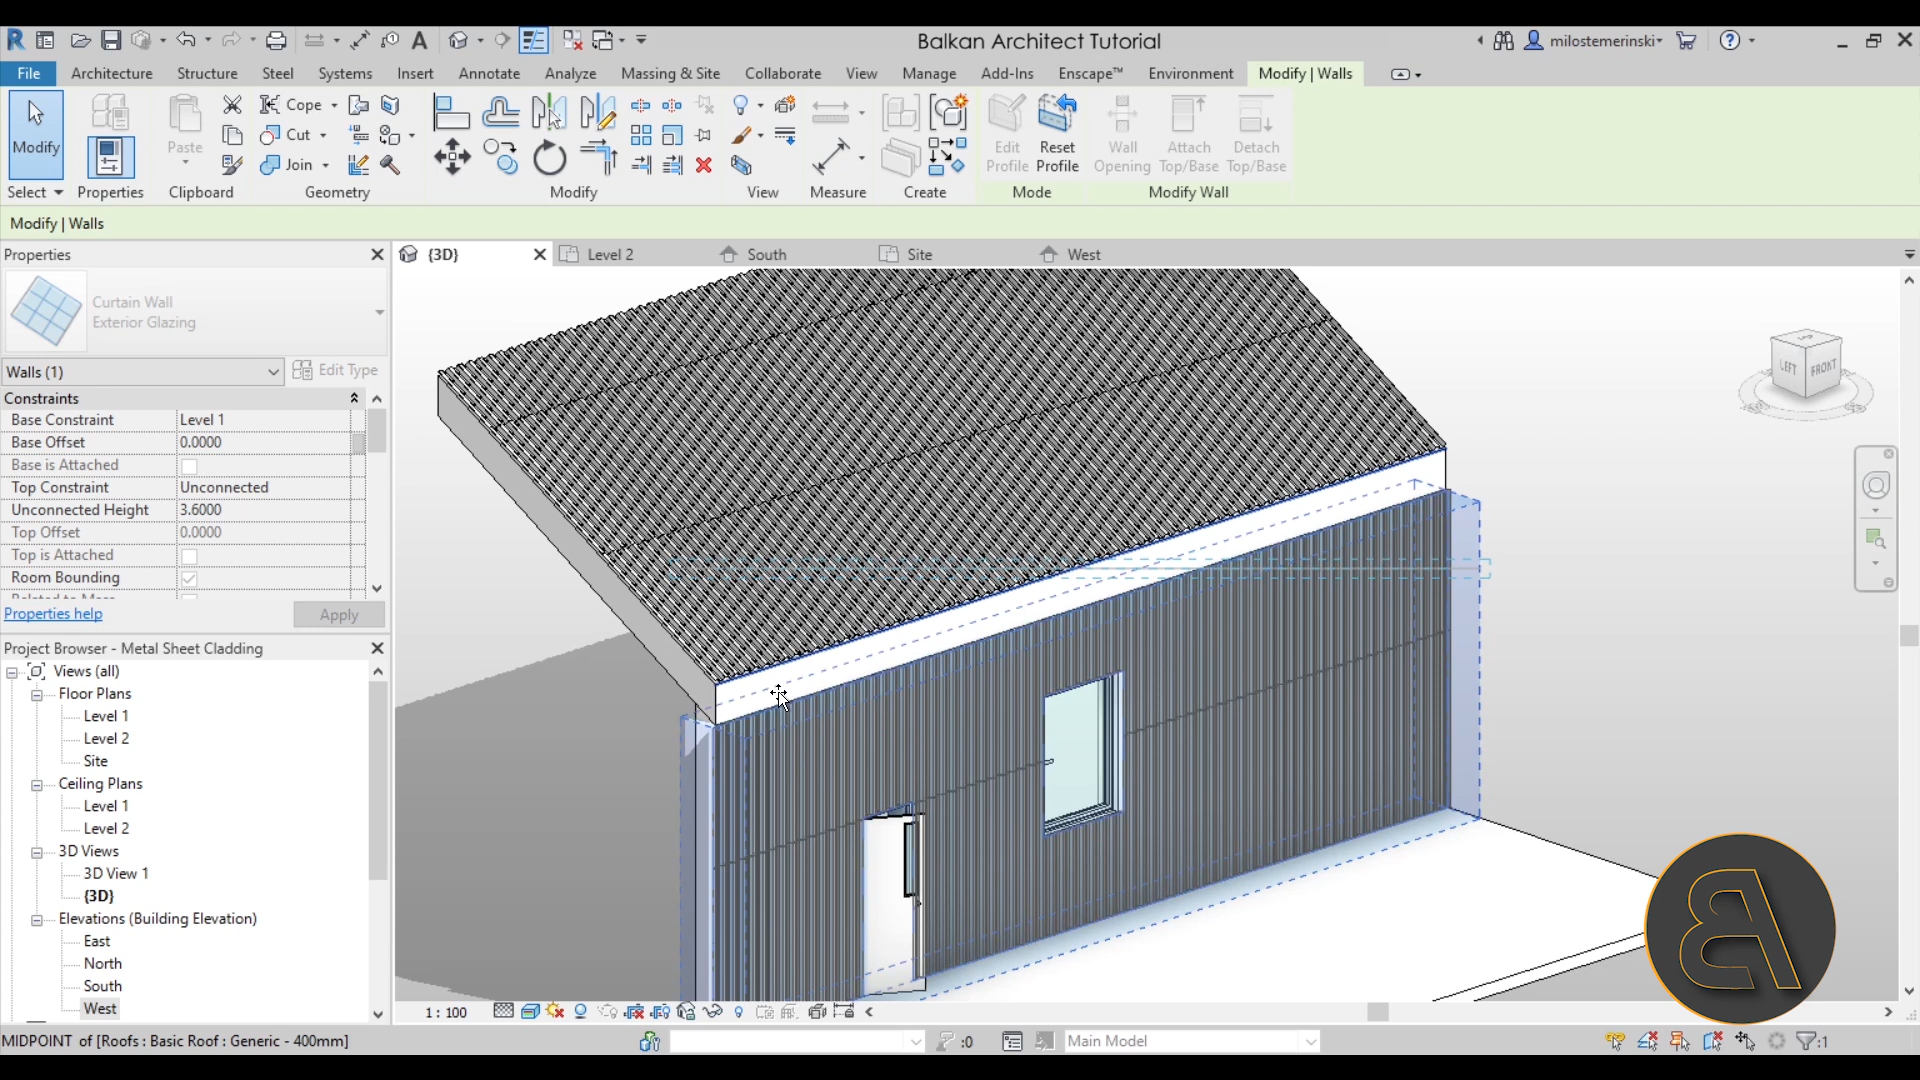 Balkan Architect Tutorial
milostemerinski
File Architecture Structure Steel Systems Insert Annotate Analyze Massing & Site Collaborate View Manage Add-Ins Enscape™ Environment Modify | Walls
Modify
Paste
Cope
Cut
Join
Edit Profile
Reset Profile
Wall Opening
Attach Top/Base
Detach Top/Base
Select Properties Clipboard Geometry Modify View Measure Create Mode Modify Wall
Modify | Walls
Properties
{3D} Level 2 South Site West
Curtain Wall
Exterior Glazing
Walls (1) Edit Type
Constraints
Base Constraint Level 1
Base Offset 0.0000
Base is Attached
Top Constraint Unconnected
Unconnected Height 3.6000
Top Offset 0.0000
Top is Attached
Room Bounding
Properties help Apply
Project Browser - Metal Sheet Cladding
Views (all)
Floor Plans
Level 1
Level 2
Site
Ceiling Plans
Level 1
Level 2
3D Views
3D View 1
{3D}
Elevations (Building Elevation)
East
North
South
West
LEFT FRONT
1 : 100
MIDPOINT of [Roofs : Basic Roof : Generic - 400mm] :0 Main Model :1